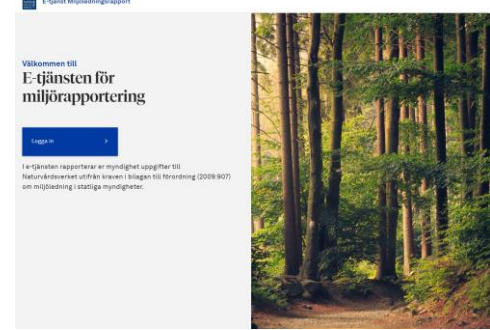 E-tjänst Miljöledningsrapport
Välkommen till
E-tjänsten för
miljörapportering
Logga in
I e-tjänsten rapporterar er myndighet uppgifter till
Naturvårdsverket utifrån kraven i bilagan till förordning (2009:907)
om miljöledning i statliga myndigheter.